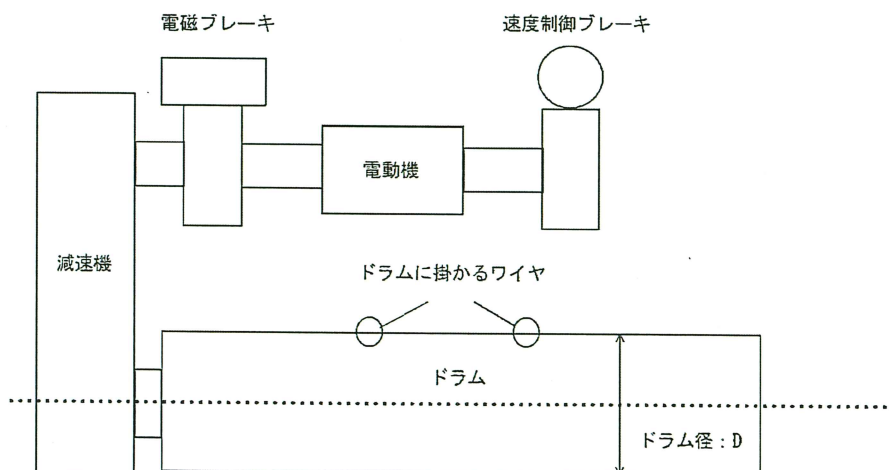 電磁ブレーキ
速度制御ブレーキ
電動機
減速機
ドラムに掛かるワイヤ
ドラム
ドラム径：D